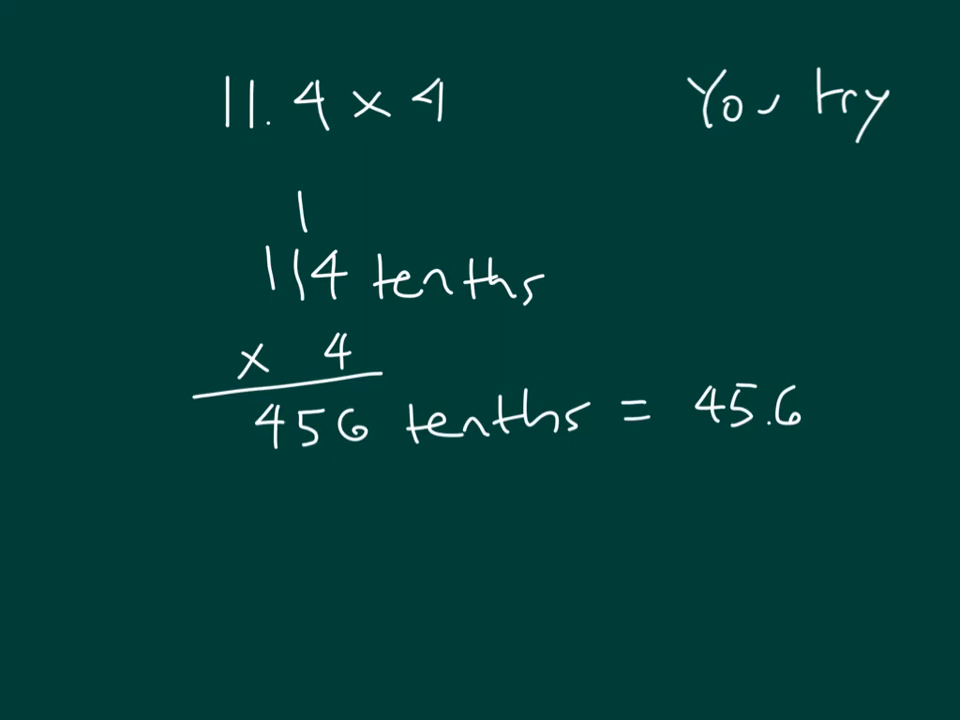 11.4 x 4
You try
1
114 tenths
x 4
456 tenths = 45.6